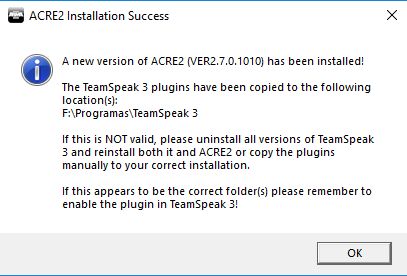 ACRE2 Installation Success
A new version of ACRE2 (VER2.7.0.1010) has been installed!
The TeamSpeak 3 plugins have been copied to the following
location(s):
F:\Programas\TeamSpeak 3
If this is NOT valid, please uninstall all versions of TeamSpeak
3 and reinstall both it and ACRE2 or copy the plugins
manually to your correct installation.
If this appears to be the correct folder(s) please remember to
enable the plugin in TeamSpeak 3!
OK